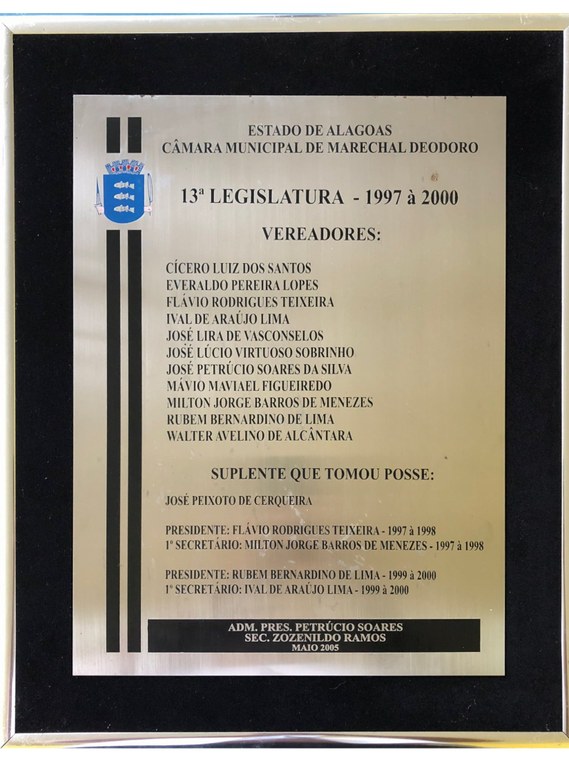 ESTADO DE ALAGOAS
CÂMARA MUNICIPAL DE MARECHAL DEODORO
13ª LEGISLATURA - 1997 à 2000
VEREADORES:
CÍCERO LUIZ DOS SANTOS
EVERALDO PEREIRA LOPES
FLÁVIO RODRIGUES TEIXEIRA
IVAL DE ARAÚJO LIMA
JOSÉ LIRA DE VASCONSELOS
JOSÉ LÚCIO VIRTUOSO SOBRINHO
JOSÉ PETRÚCIO SOARES DA SILVA
MÁVIO MAVIAEL FIGUEIREDO
MILTON JORGE BARROS DE MENEZES
RUBEM BERNARDINO DE LIMA
WALTER AVELINO DE ALCÂNTARA
SUPLENTE QUE TOMOU POSSE:
JOSÉ PEIXOTO DE CERQUEIRA
PRESIDENTE: FLÁVIO RODRIGUES TEIXEIRA - 1997 à 1998
1º SECRETÁRIO: MILTON JORGE BARROS DE MENEZES - 1997 à 1998
PRESIDENTE: RUBEM BERNARDINO DE LIMA - 1999 à 2000
1º SECRETÁRIO: IVAL DE ARAÚJO LIMA - 1999 à 2000
ADM. PRES. PETRÚCIO SOARES
SEC. ZOZENILDO RAMOS
MAIO 2005